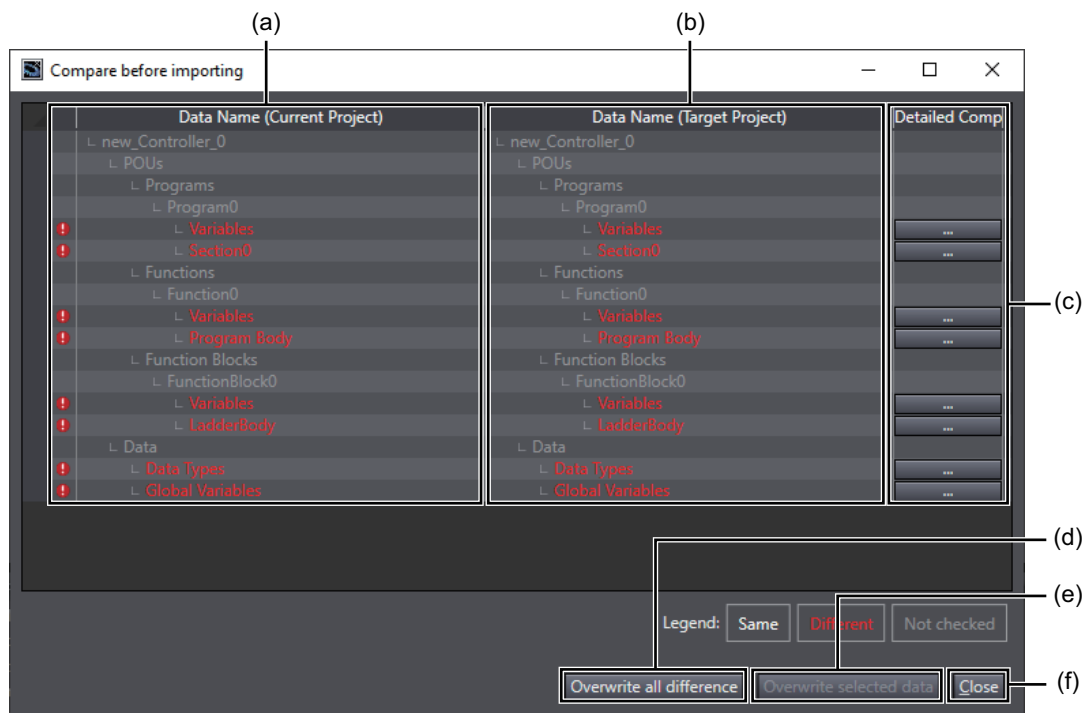 (a)
(b)
Compare before importing
Data Name (Current Project) Data Name (Target Project) Detailed Comp
new_Controller_0 new_Controller_0
POUs POUs
Programs Programs
Program0 Program0
Variables Variables ...
Section0 Section0 ...
Functions Functions
Function0 Function0
(c)
Variables Variables ...
Program Body Program Body ...
Function Blocks Function Blocks
FunctionBlock0 FunctionBlock0
Variables Variables ...
LadderBody LadderBody ...
Data Data
Data Types Data Types ...
Global Variables Global Variables ...
(d)
(e)
Legend: Same Different Not checked
Overwrite all difference Overwrite selected data Close
(f)